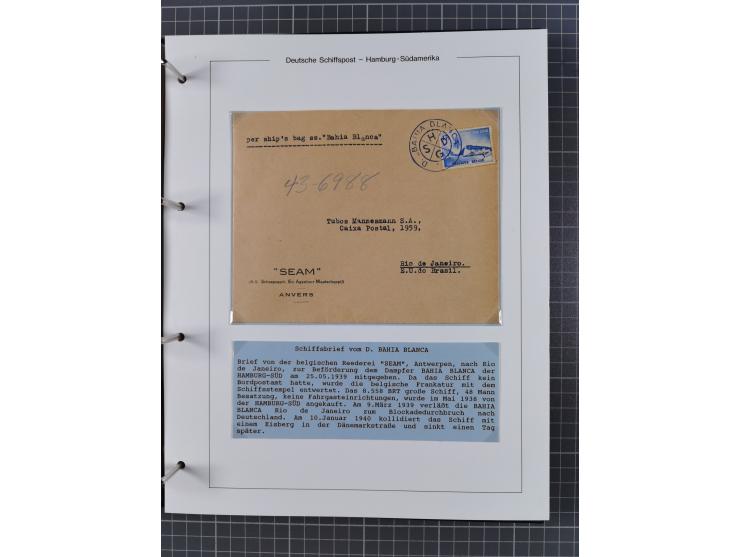 Deutsche Schiffspost – Hamburg-Südamerika
per ship's bag ss."Bahia Blanca"
D. BAHIA BLANCA
H D
S G
43-6988
Tubos Mannesmann S.A.,
Caixa Postal, 1959,
Rio de Janeiro.
E.U.do Brasil.
"SEAM"
ANVERS
Schiffsbrief vom D. BAHIA BLANCA
Brief von der belgischen Reederei "SEAM", Antwerpen, nach Rio
de Janeiro, zur Beförderung dem Dampfer BAHIA BLANCA der
HAMBURG-SÜD am 25.05.1939 mitgegeben. Da das Schiff kein
Bordpostamt hatte, wurde die belgische Frankatur mit dem
Schiffsstempel entwertet. Das 8.558 BRT große Schiff, 48 Mann
Besatzung, keine Fahrgasteinrichtungen, wurde im Mai 1938 von
der HAMBURG-SÜD angekauft. Am 9.März 1939 verläßt die BAHIA
BLANCA Rio de Janeiro zum Blockadedurchbruch nach
Deutschland. Am 10.Januar 1940 kollidiert das Schiff mit
einem Eisberg in der Dänemarkstraße und sinkt einen Tag
später.